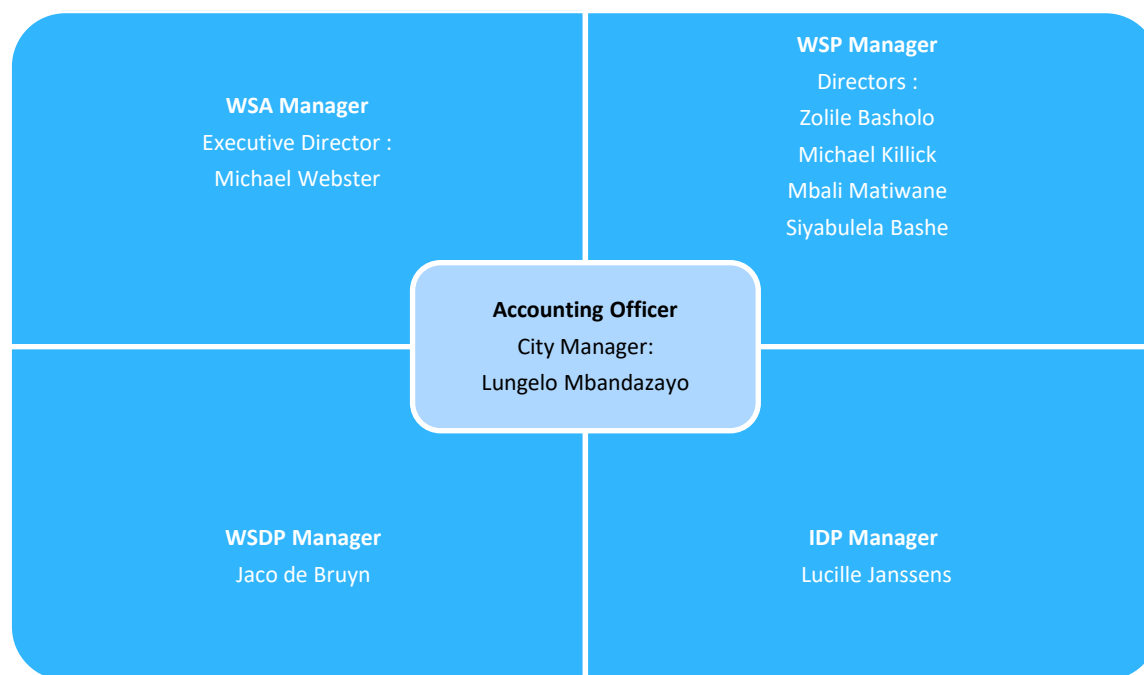 WSA Manager
Executive Director :
Michael Webster
WSP Manager
Directors :
Zolile Basholo
Michael Killick
Mbali Matiwane
Siyabulela Bashe
Accounting Officer
City Manager:
Lungelo Mbandazayo
WSDP Manager
Jaco de Bruyn
IDP Manager
Lucille Janssens